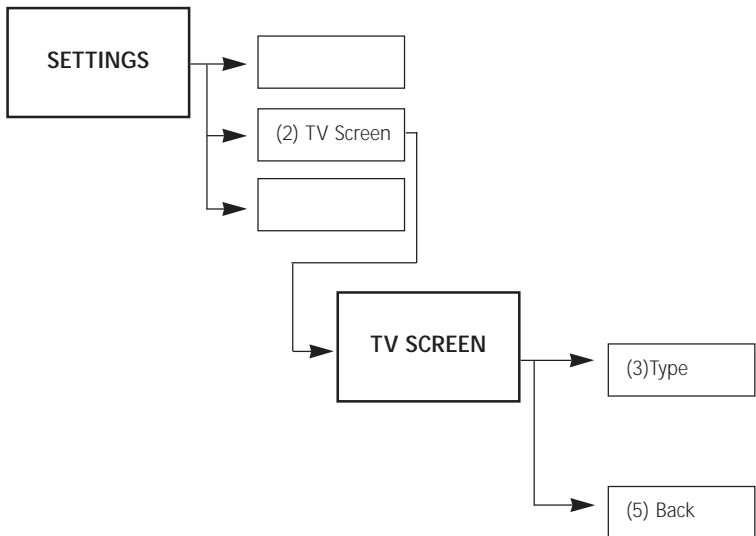 SETTINGS
(2) TV Screen
TV SCREEN
(3)Type
(5) Back